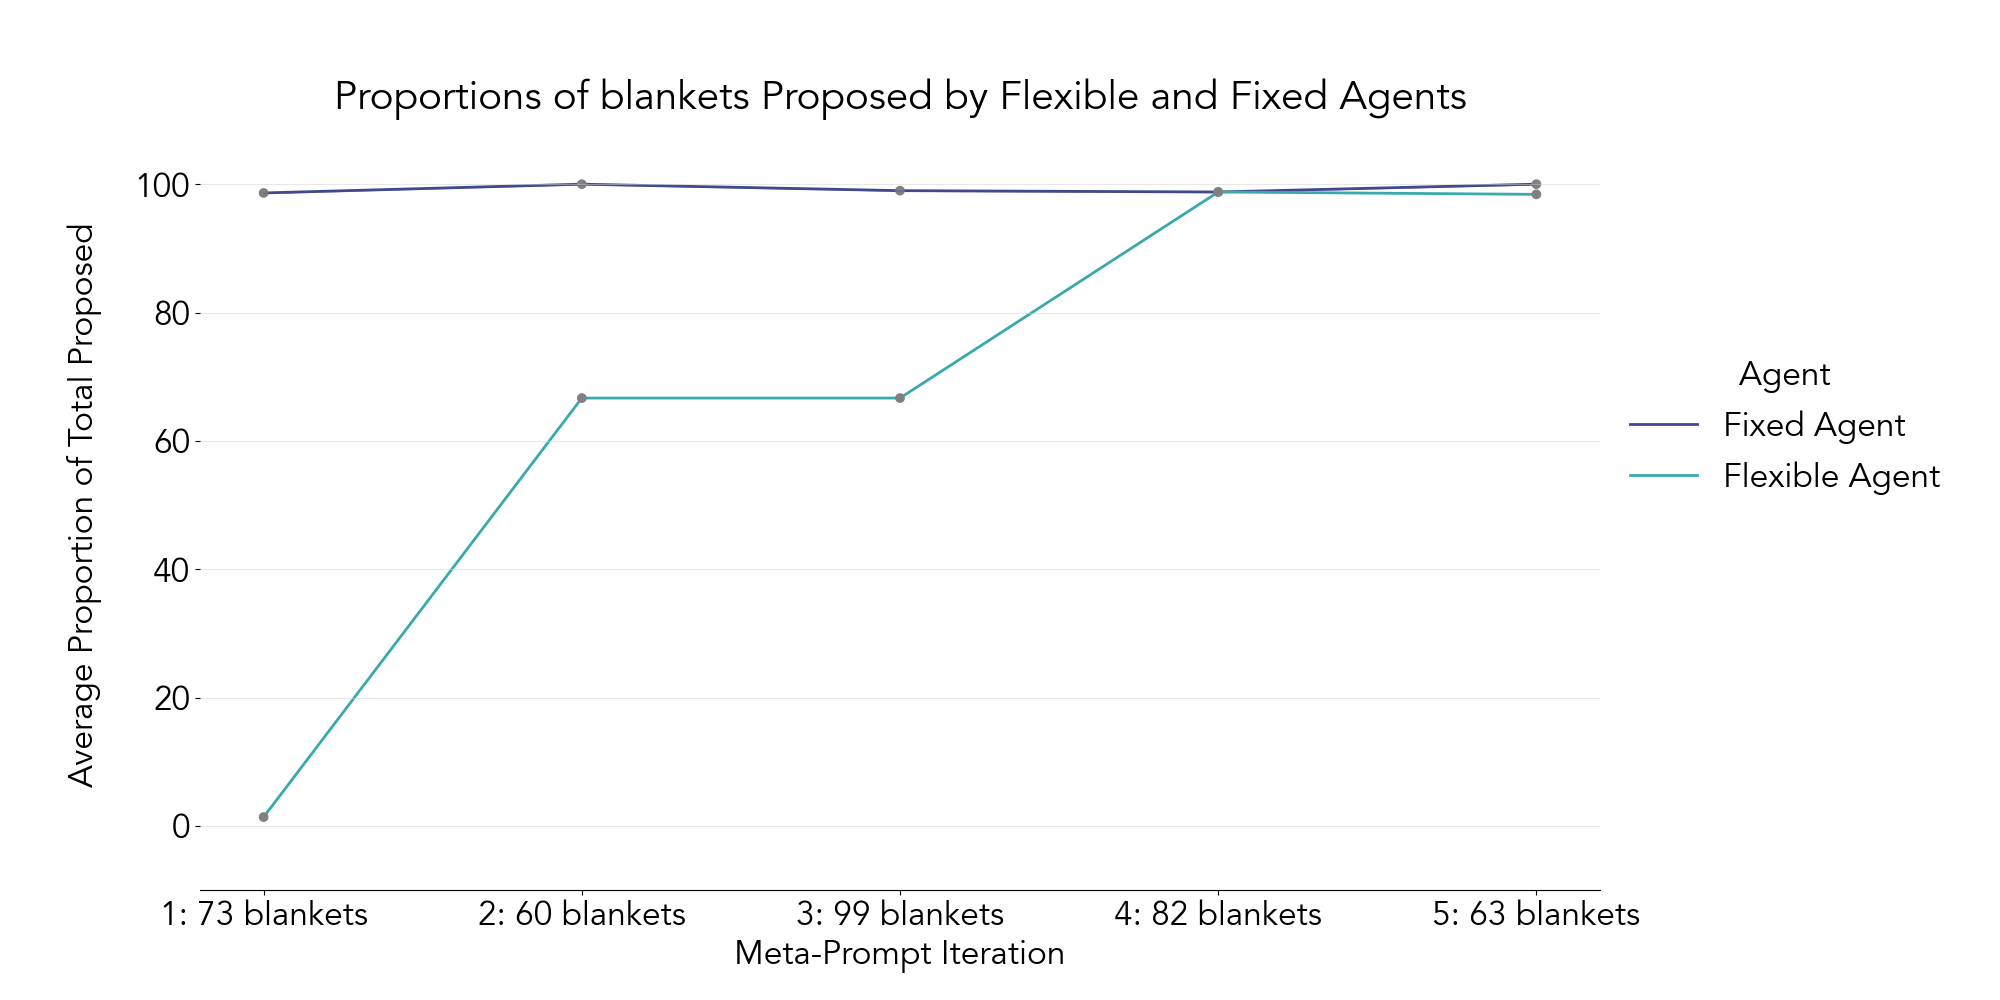 Proportions of blankets Proposed by Flexible and Fixed Agents
Average Proportion of Total Proposed
100
80
60
40
20
0
1: 73 blankets
2: 60 blankets
3: 99 blankets
4: 82 blankets
5: 63 blankets
Meta-Prompt Iteration
Agent
Fixed Agent
Flexible Agent